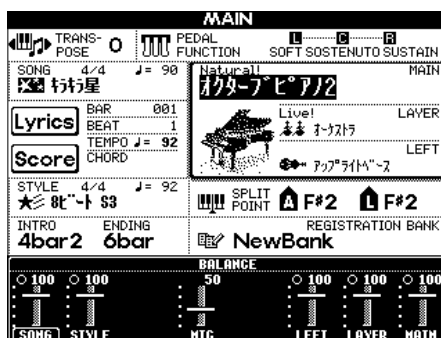 MAIN
TRANS-
POSE 0
PEDAL
FUNCTION
L C R
SOFT SOSTENUTO SUSTAIN
SONG 4/4 ♩= 90
キラキラ星
Natural! MAIN
オクターブピアノ2
Lyrics
BAR 001
BEAT 1
TEMPO ♩= 92
Score
CHORD
Live! LAYER
オーケストラ
LEFT
アップライトベース
STYLE 4/4 ♩= 92
8ビート S3
SPLIT
POINT A F#2 L F#2
INTRO ENDING
4bar2 6bar
REGISTRATION BANK
NewBank
BALANCE
100 100 50 100 100 100
SONG STYLE MIC LEFT LAYER MAIN